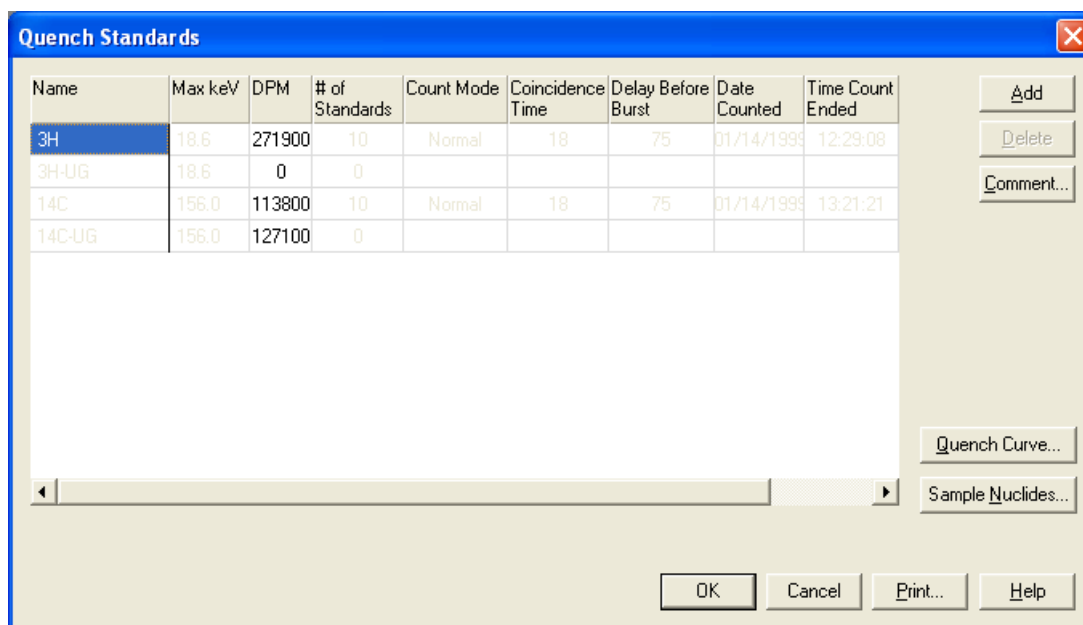 Quench Standards
Name Max keV DPM # of Standards Count Mode Coincidence Time Delay Before Burst Date Counted Time Count Ended
3H 18.6 271900 10 Normal 18 75 01/14/1999 12:29:08
3H-UG 18.6 0 0
14C 156.0 113800 10 Normal 18 75 01/14/1999 13:21:21
14C-UG 156.0 127100 0
Add
Delete
Comment...
Quench Curve...
Sample Nuclides...
OK Cancel Print... Help